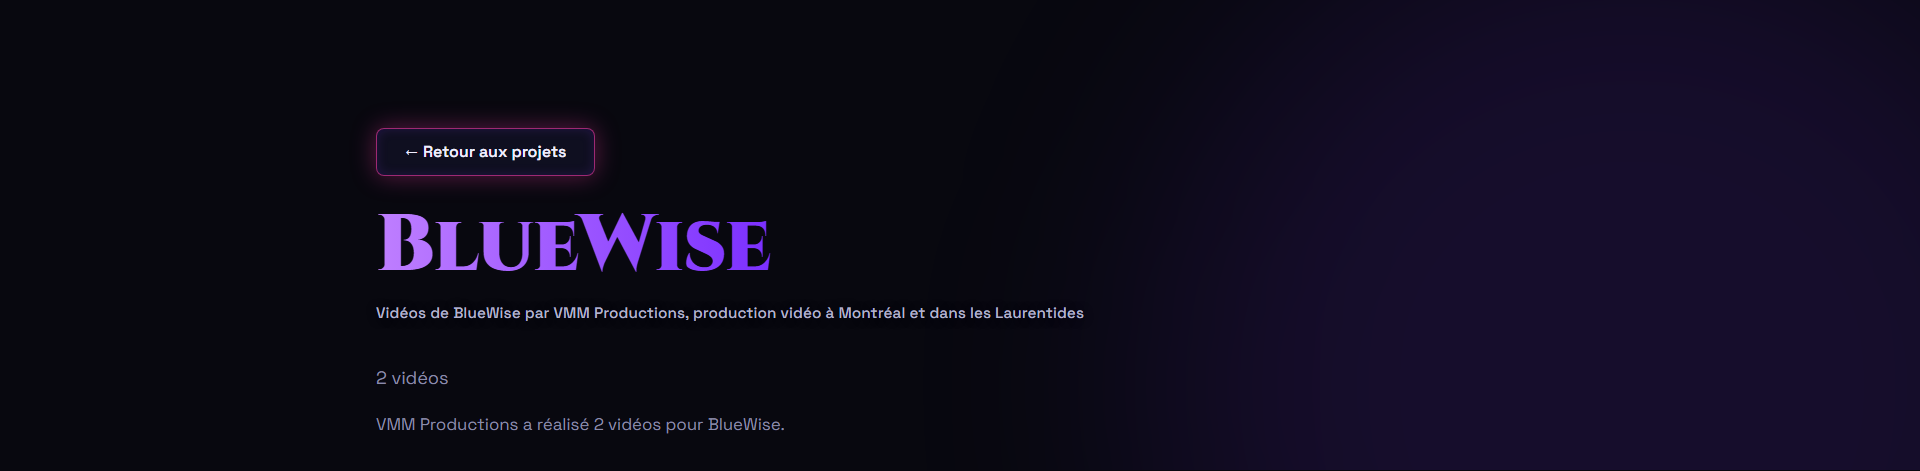 ← Retour aux projets
BlueWise
Vidéos de BlueWise par VMM Productions, production vidéo à Montréal et dans les Laurentides
2 vidéos
VMM Productions a réalisé 2 vidéos pour BlueWise.